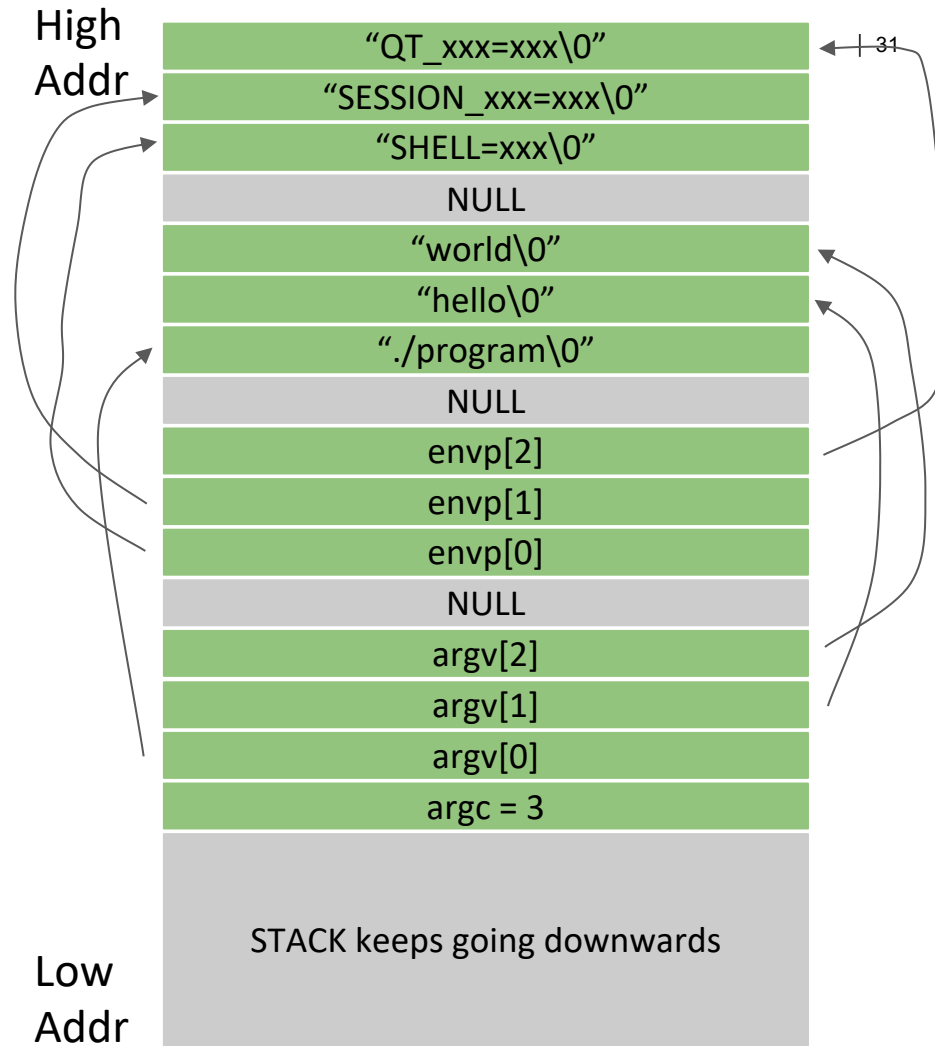 High
Addr
“QT_xxx=xxx\0”
31
“SESSION_xxx=xxx\0”
“SHELL=xxx\0”
NULL
“world\0”
“hello\0”
“./program\0”
NULL
envp[2]
envp[1]
envp[0]
NULL
argv[2]
argv[1]
argv[0]
argc = 3
STACK keeps going downwards
Low
Addr